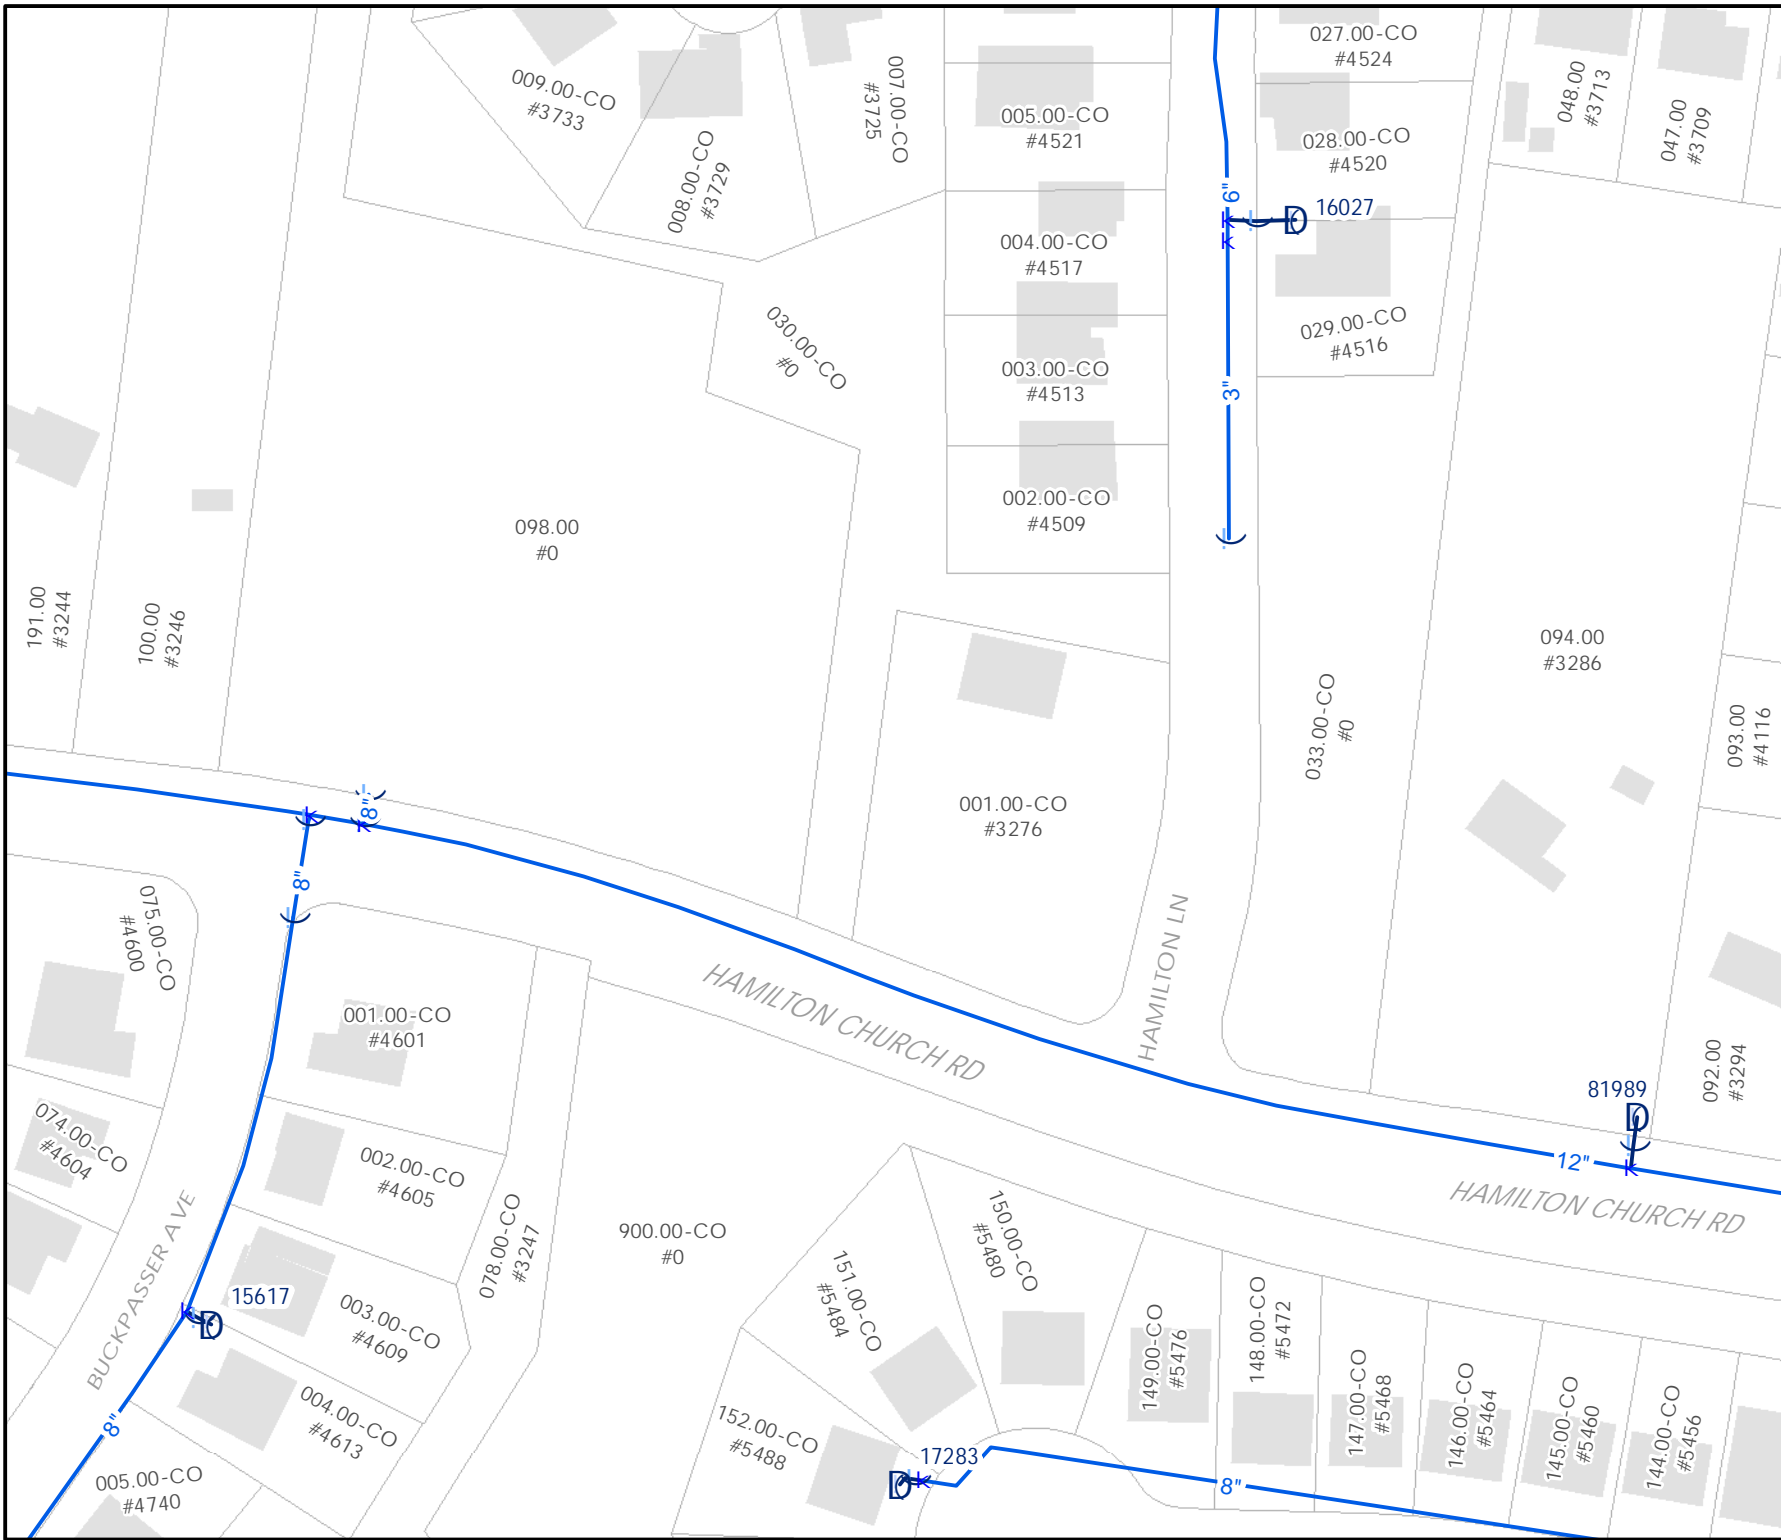 009.00-CO
#3733
008.00-CO
#3729
007.00-CO
#3725
005.00-CO
#4521
027.00-CO
#4524
028.00-CO
#4520
048.00
#3713
047.00
#3709
6"
16027
004.00-CO
#4517
029.00-CO
#4516
030.00-CO
#0
003.00-CO
#4513
3"
002.00-CO
#4509
098.00
#0
191.00
#3244
100.00
#3246
094.00
#3286
033.00-CO
#0
093.00
#4116
001.00-CO
#3276
8"
8"
075.00-CO
#4600
HAMILTON LN
HAMILTON CHURCH RD
001.00-CO
#4601
092.00
#3294
81989
12"
HAMILTON CHURCH RD
074.00-CO
#4604
002.00-CO
#4605
BUCKPASSER AVE
078.00-CO
#3247
900.00-CO
#0
150.00-CO
#5480
151.00-CO
#5484
15617
003.00-CO
#4609
149.00-CO
#5476
148.00-CO
#5472
147.00-CO
#5468
146.00-CO
#5464
145.00-CO
#5460
144.00-CO
#5456
004.00-CO
#4613
8"
152.00-CO
#5488
17283
8"
005.00-CO
#4740